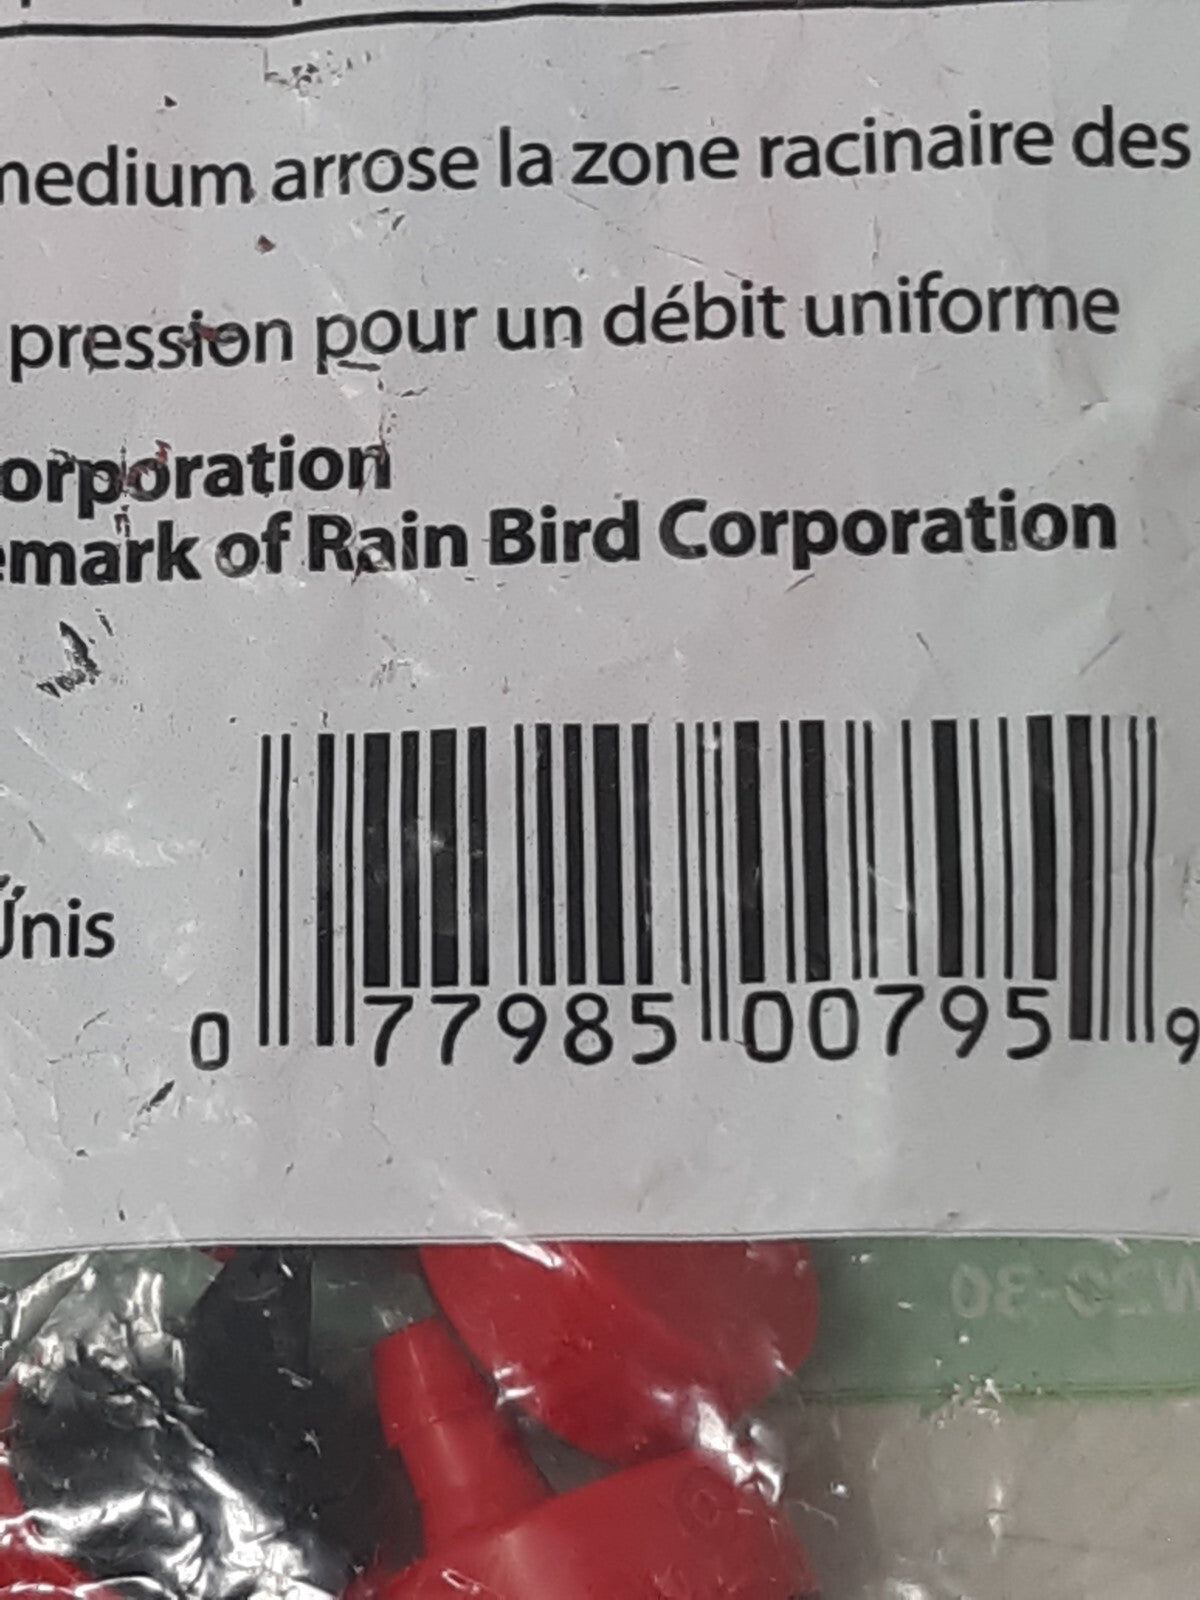 medium arrose la zone racinaire des
pression pour un débit uniforme
orporation
emark of Rain Bird Corporation
Unis
0 77985 00795 9